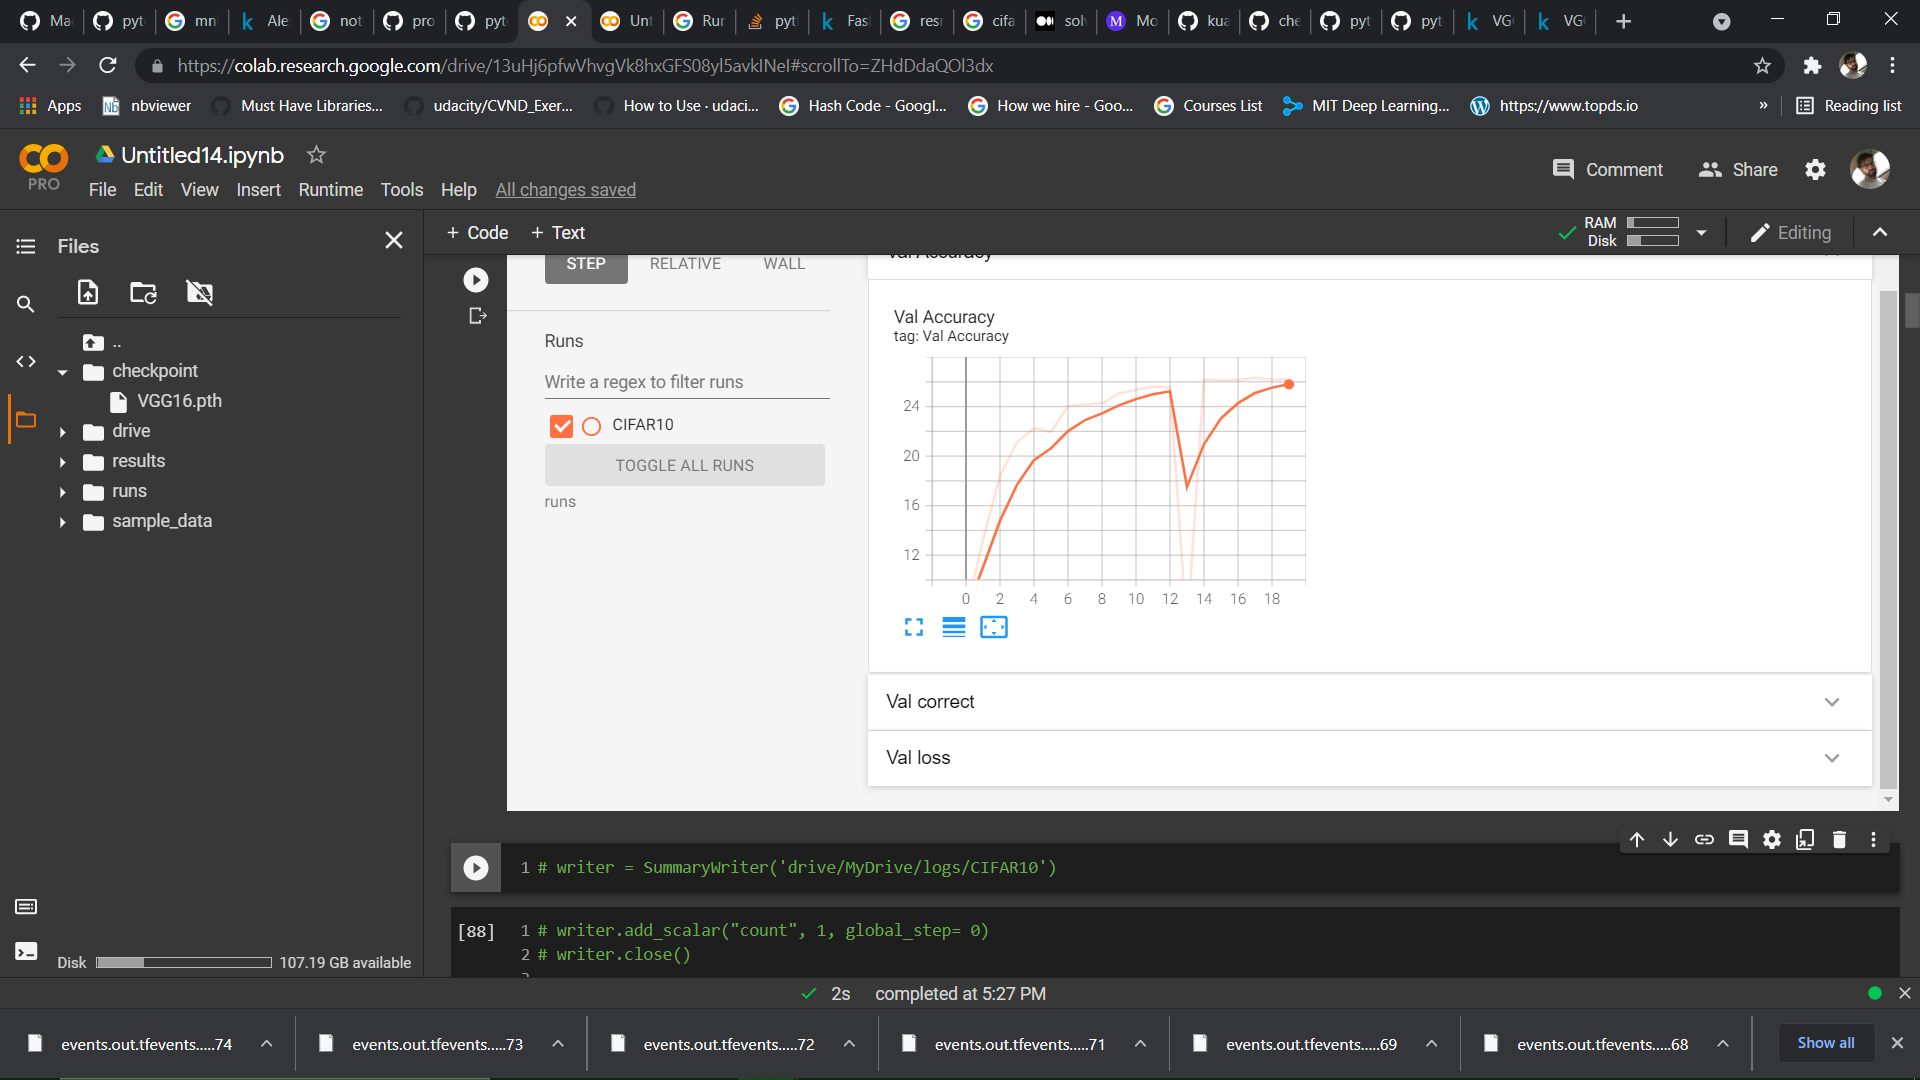 Ma
pyt
mn
Ale
not
pro
pyt
Unt
Rur
pyt
Fas
resr
cifa
solv
Mo
kua
che
pyt
pyt
VG
VG
https://colab.research.google.com/drive/13uHj6pfwVhvgVk8hxGFS08yl5avkINeI#scrollTo=ZHdDdaQOl3dx
Apps
nbviewer
Must Have Libraries...
udacity/CVND_Exer...
How to Use · udaci...
Hash Code - Googl...
How we hire - Goo...
Courses List
MIT Deep Learning...
https://www.topds.io
»
Reading list
PRO
Untitled14.ipynb
File Edit View Insert Runtime Tools Help All changes saved
Comment
Share
Files
+ Code + Text
RAM
Disk
Editing
..
checkpoint
VGG16.pth
drive
results
runs
sample_data
Disk
107.19 GB available
STEP RELATIVE WALL
Runs
Write a regex to filter runs
CIFAR10
TOGGLE ALL RUNS
runs
Val Accuracy
Val Accuracy
tag: Val Accuracy
24
20
16
12
0 2 4 6 8 10 12 14 16 18
Val correct
Val loss
1 # writer = SummaryWriter('drive/MyDrive/logs/CIFAR10')
[88]
1 # writer.add_scalar("count", 1, global_step= 0)
2 # writer.close()
2s completed at 5:27 PM
events.out.tfevents.....74
events.out.tfevents.....73
events.out.tfevents.....72
events.out.tfevents.....71
events.out.tfevents.....69
events.out.tfevents.....68
Show all